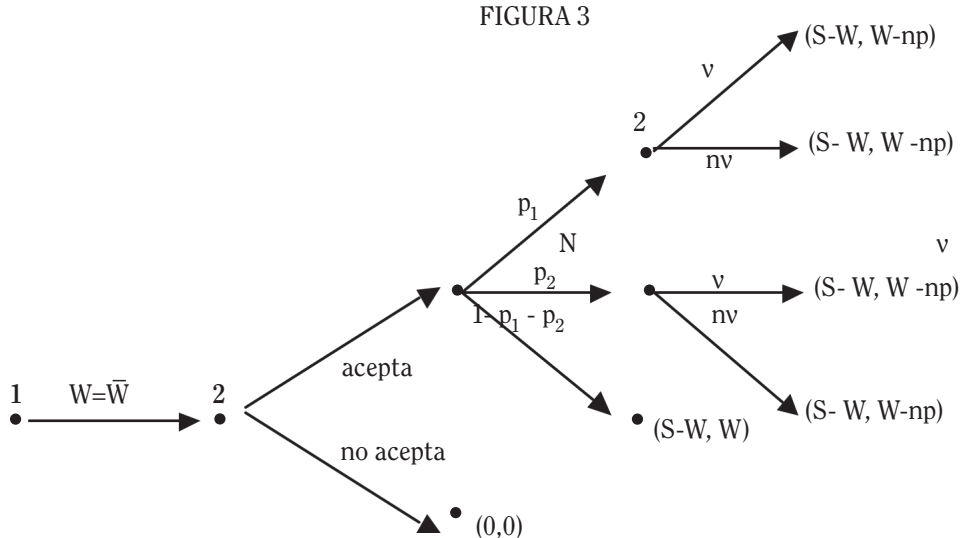 FIGURA 3
(S-W, W-np)
ν
2
(S- W, W -np)
nν
p₁
N
ν
p₂
ν
(S- W, W -np)
1- p₁ - p₂
nν
acepta
1
W=W̅
2
(S- W, W-np)
(S-W, W)
no acepta
(0,0)